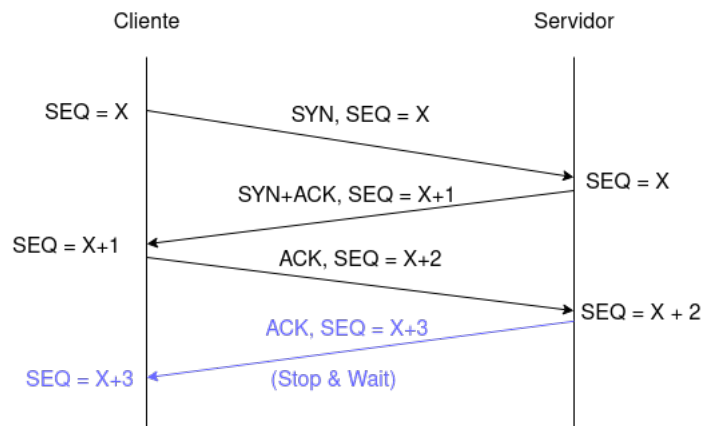 Cliente
Servidor
SEQ = X
SYN, SEQ = X
SEQ = X
SYN+ACK, SEQ = X+1
SEQ = X+1
ACK, SEQ = X+2
SEQ = X + 2
ACK, SEQ = X+3
SEQ = X+3
(Stop & Wait)